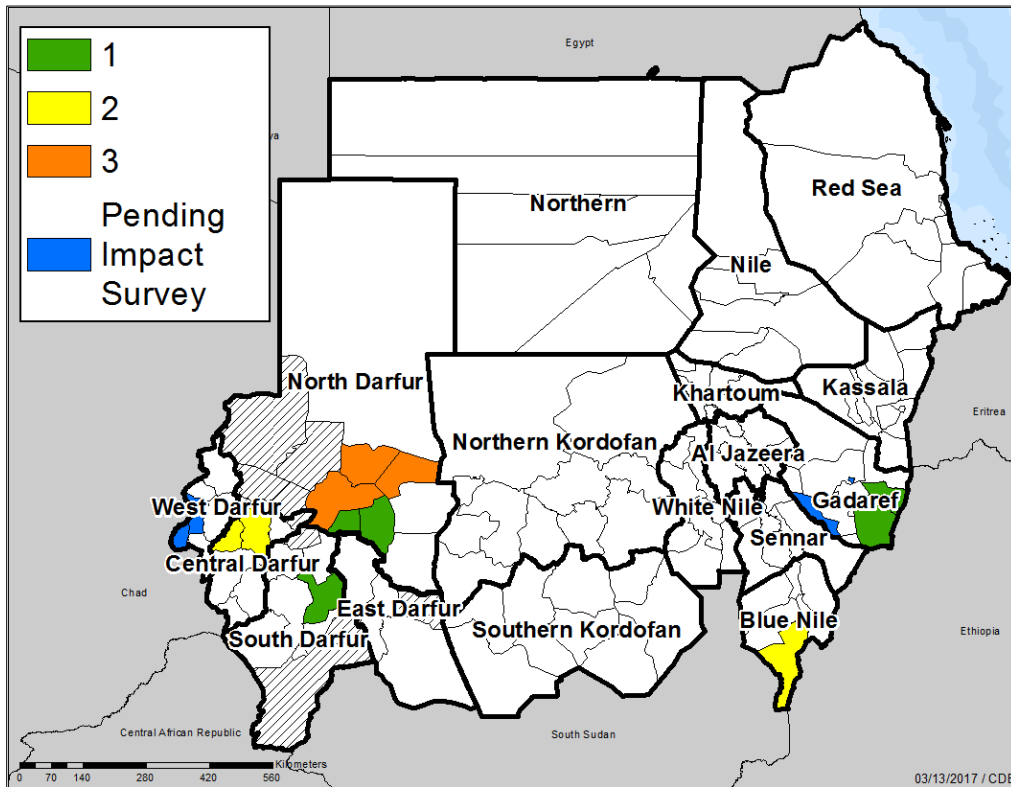 1
2
3
Pending
Impact
Survey
Egypt
ya
Red Sea
Northern
Nile
North Darfur
Khartoum
Kassala
Eritrea
Northern Kordofan
Al Jazeera
West Darfur
White Nile
Gadaref
Sennar
Central Darfur
Chad
East Darfur
Blue Nile
South Darfur
Southern Kordofan
Ethiopia
Central African Republic
South Sudan
Kilometers
0 70 140 280 420 560
03/13/2017 / CDE